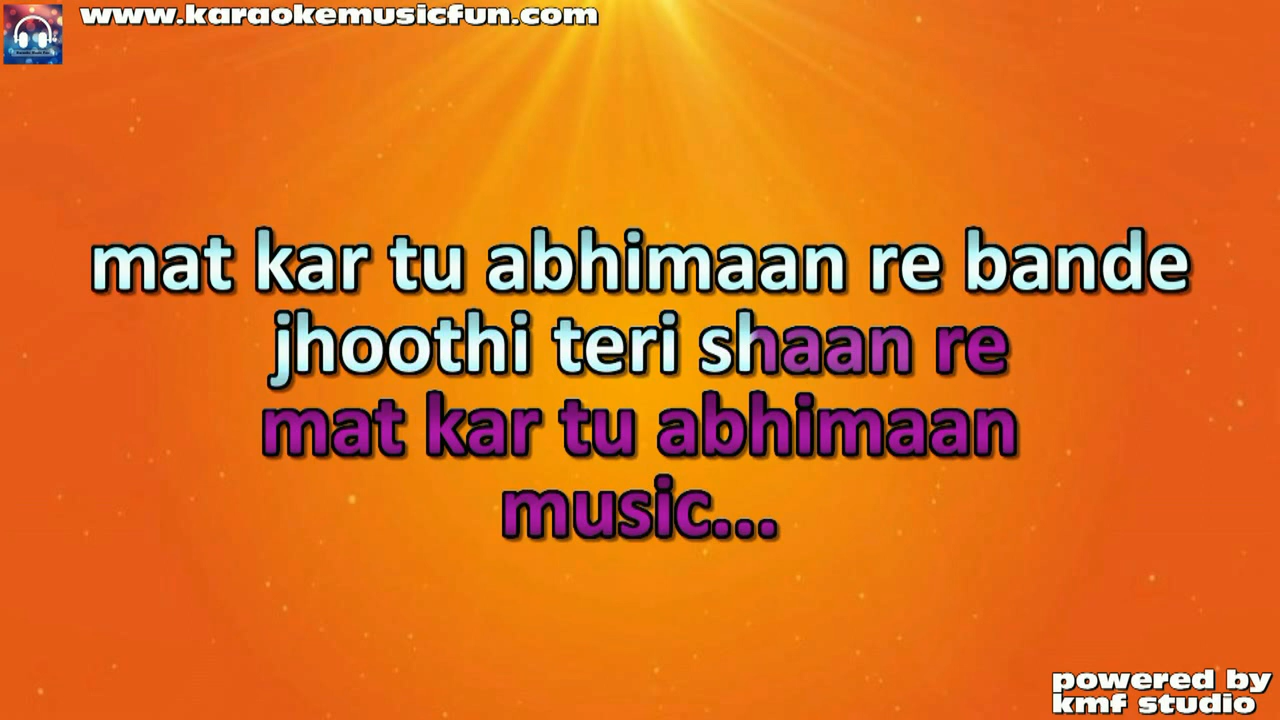 www.karaokemusicfun.com
mat kar tu abhimaan re bande
jhoothi teri shaan re
mat kar tu abhimaan
music...
powered by
kmf studio